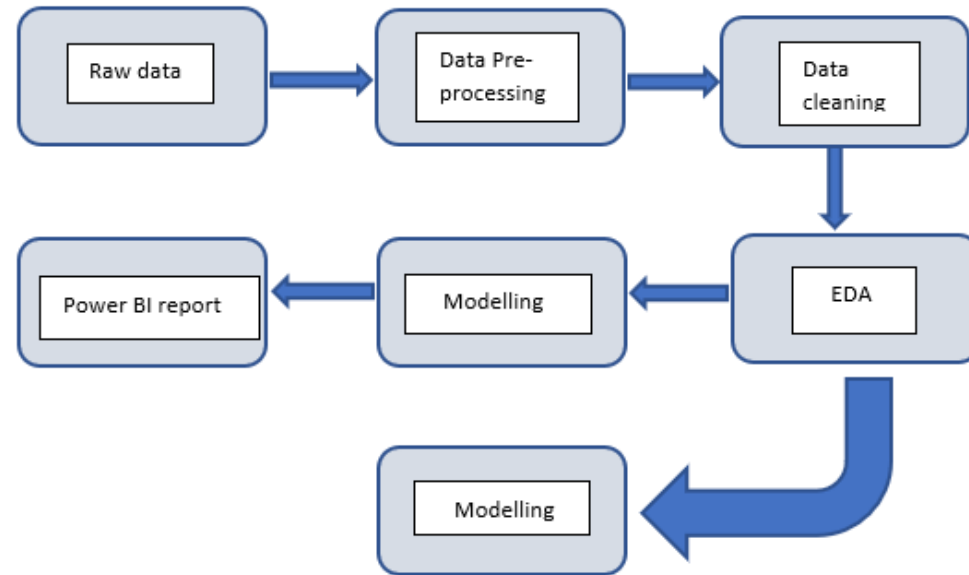 Raw data
Data Pre-
processing
Data
cleaning
Power BI report
Modelling
EDA
Modelling